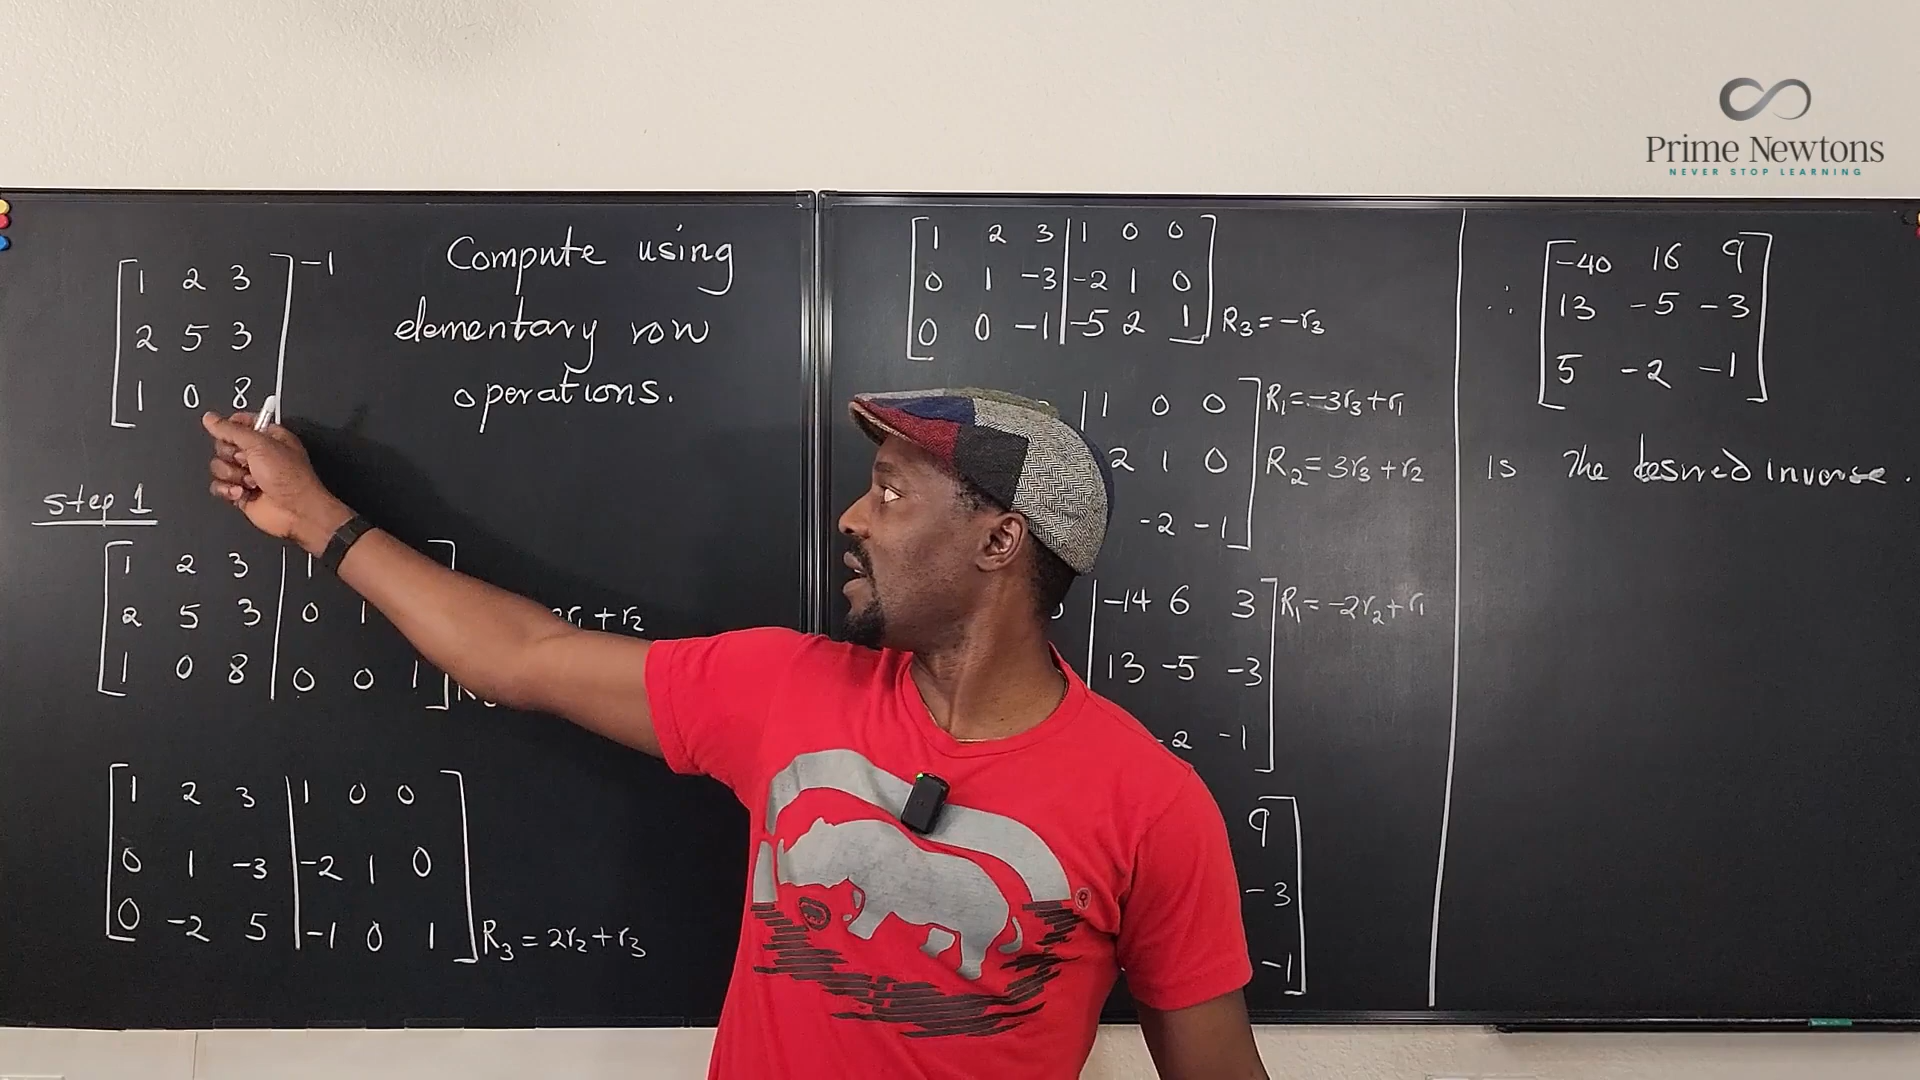 Prime Newtons
NEVER STOP LEARNING
1 2 3 -1
2 5 3
1 0 8
Compute using
elementary row
operations.
step 1
1 2 3 | 1
2 5 3 | 0 1
r₁ + r₂
1 0 8 | 0 0 1
1 2 3 | 1 0 0
0 1 -3 | -2 1 0
0 -2 5 | -1 0 1 R₃ = 2r₂ + r₃
1 2 3 | 1 0 0
0 1 -3 | -2 1 0
0 0 -1 | -5 2 1 R₃ = -r₃
| 1 0 0 R₁ = -3r₃ + r₁
2 1 0 R₂ = 3r₃ + r₂
-2 -1
| -14 6 3 R₁ = -2r₂ + r₁
13 -5 -3
-2 -1
9
-3
-1
∴ -40 16 9
13 -5 -3
5 -2 -1
is the desired inverse.